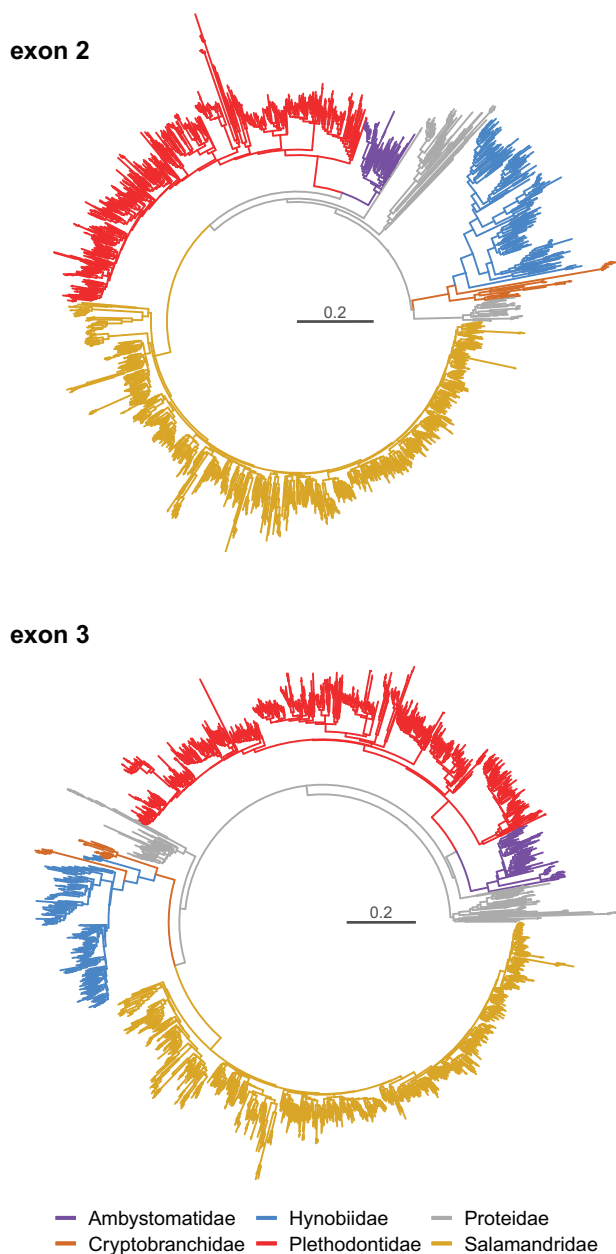 exon 2
0.2
exon 3
0.2
Ambystomatidae Hynobiidae Proteidae
Cryptobranchidae Plethodontidae Salamandridae